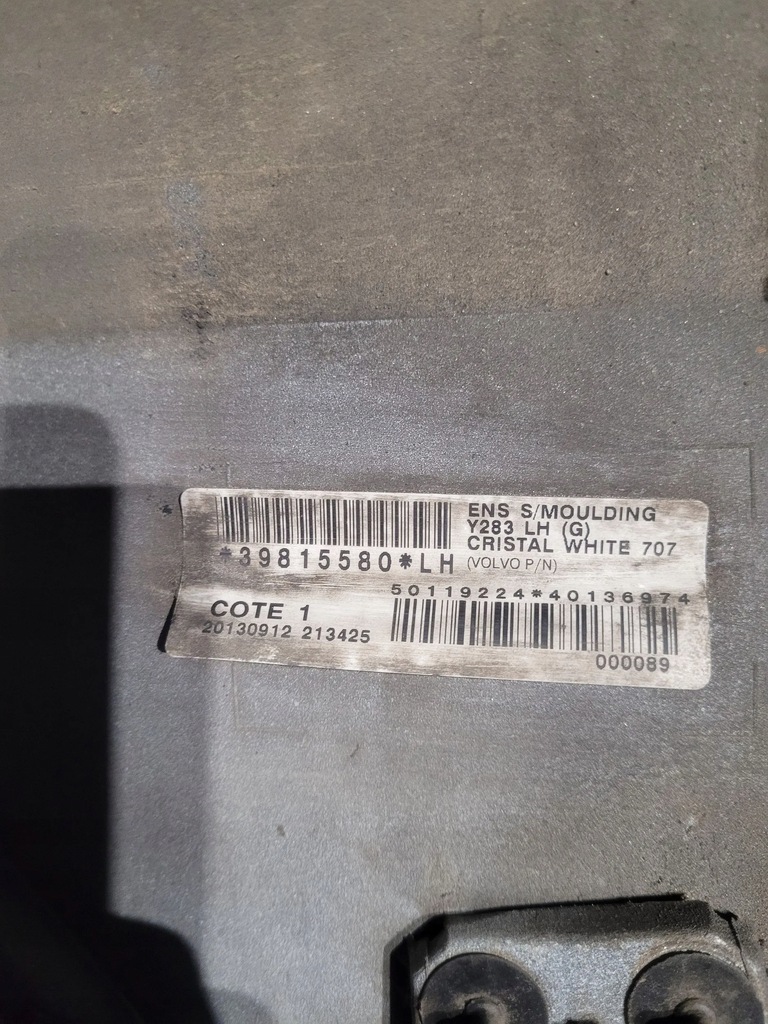 ENS S/MOULDING
Y283 LH (G)
CRISTAL WHITE 707
*39815580*LH (VOLVO P/N)
50119224*40136974
COTE 1
20130912 213425
000089